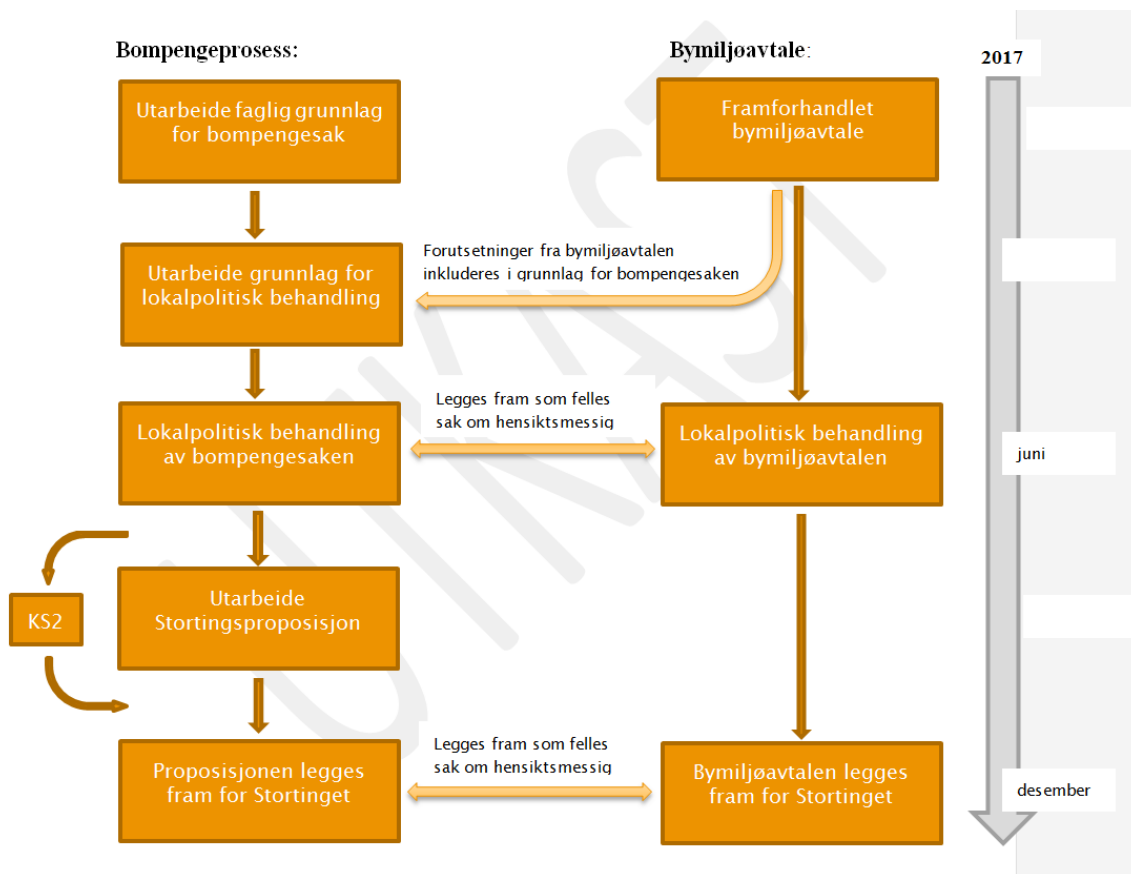 Bompengeprosess:
Bymiljøavtale:
2017
Utarbeide faglig grunnlag
for bompengesak
Framforhandlet
bymiljøavtale
Forutsetninger fra bymiljøavtalen
inkluderes i grunnlag for bompengesaken
Utarbeide grunnlag for
lokalpolitisk behandling
Legges fram som felles
sak om hensiktsmessig
Lokalpolitisk behandling
av bompengesaken
Lokalpolitisk behandling
av bymiljøavtalen
juni
KS2
Utarbeide
Stortingsproposisjon
Legges fram som felles
sak om hensiktsmessig
Proposisjonen legges
fram for Stortinget
Bymiljøavtalen legges
fram for Stortinget
desember
UTKAST